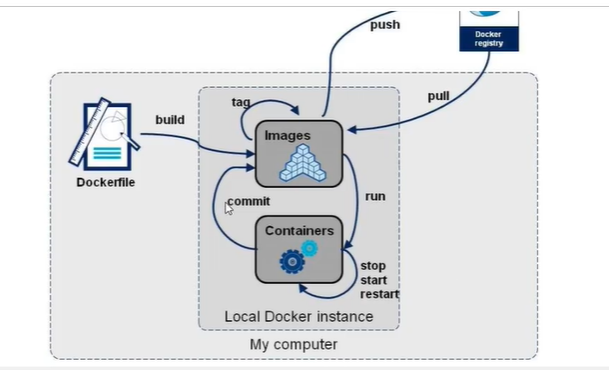 push
Docker
registry
tag
pull
build
Images
Dockerfile
commit
run
Containers
stop
start
restart
Local Docker instance
My computer